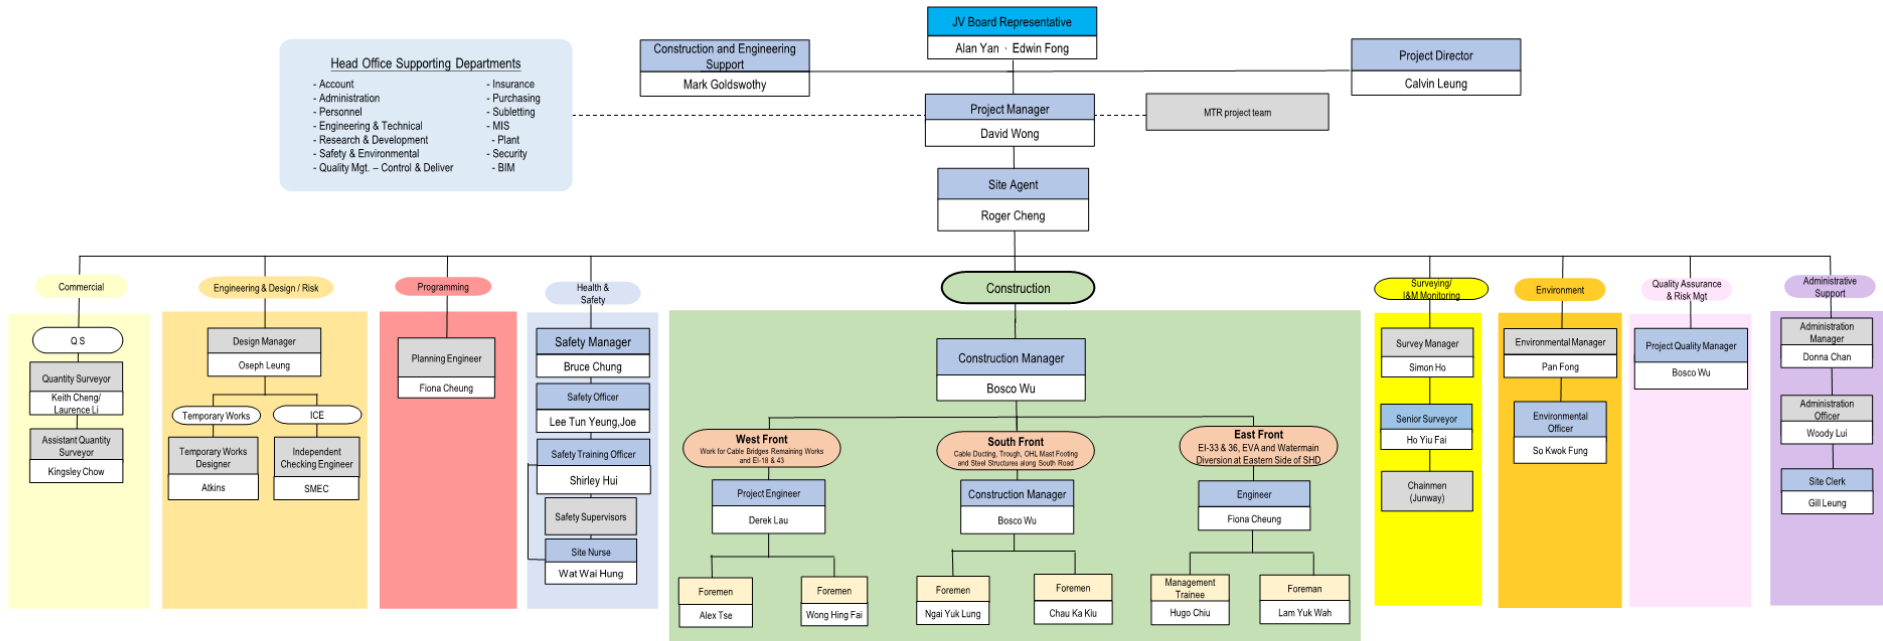 JV Board Representative
Alan Yan · Edwin Fong
Construction and Engineering
Support
Mark Goldswothy
Project Director
Calvin Leung
Head Office Supporting Departments
- Account
- Administration
- Personnel
- Engineering & Technical
- Research & Development
- Safety & Environmental
- Quality Mgt. – Control & Deliver
- Insurance
- Purchasing
- Subletting
- MIS
- Plant
- Security
- BIM
Project Manager
David Wong
MTR project team
Site Agent
Roger Cheng
Commercial
Q S
Quantity Surveyor
Keith Cheng/
Laurence Li
Assistant Quantity
Surveyor
Kingsley Chow
Engineering & Design / Risk
Design Manager
Oseph Leung
Temporary Works
ICE
Temporary Works
Designer
Atkins
Independent
Checking Engineer
SMEC
Programming
Planning Engineer
Fiona Cheung
Health &
Safety
Safety Manager
Bruce Chung
Safety Officer
Lee Tun Yeung,Joe
Safety Training Officer
Shirley Hui
Safety Supervisors
Site Nurse
Wat Wai Hung
Construction
Construction Manager
Bosco Wu
West Front
Work for Cable Bridges Remaining Works
and EI-18 & 43
Project Engineer
Derek Lau
Foremen
Alex Tse
Foremen
Wong Hing Fai
South Front
Cable Ducting, Trough, OHL Mast Footing
and Steel Structures along South Road
Construction Manager
Bosco Wu
Foremen
Ngai Yuk Lung
Foremen
Chau Ka Kiu
East Front
EI-33 & 36, EVA and Watermain
Diversion at Eastern Side of SHD
Engineer
Fiona Cheung
Management
Trainee
Hugo Chiu
Foreman
Lam Yuk Wah
Surveying/
I&M Monitoring
Survey Manager
Simon Ho
Senior Surveyor
Ho Yiu Fai
Chainmen
(Junway)
Environment
Environmental Manager
Pan Fong
Environmental
Officer
So Kwok Fung
Quality Assurance
& Risk Mgt
Project Quality Manager
Bosco Wu
Administrative
Support
Administration
Manager
Donna Chan
Administration
Officer
Woody Lui
Site Clerk
Gill Leung